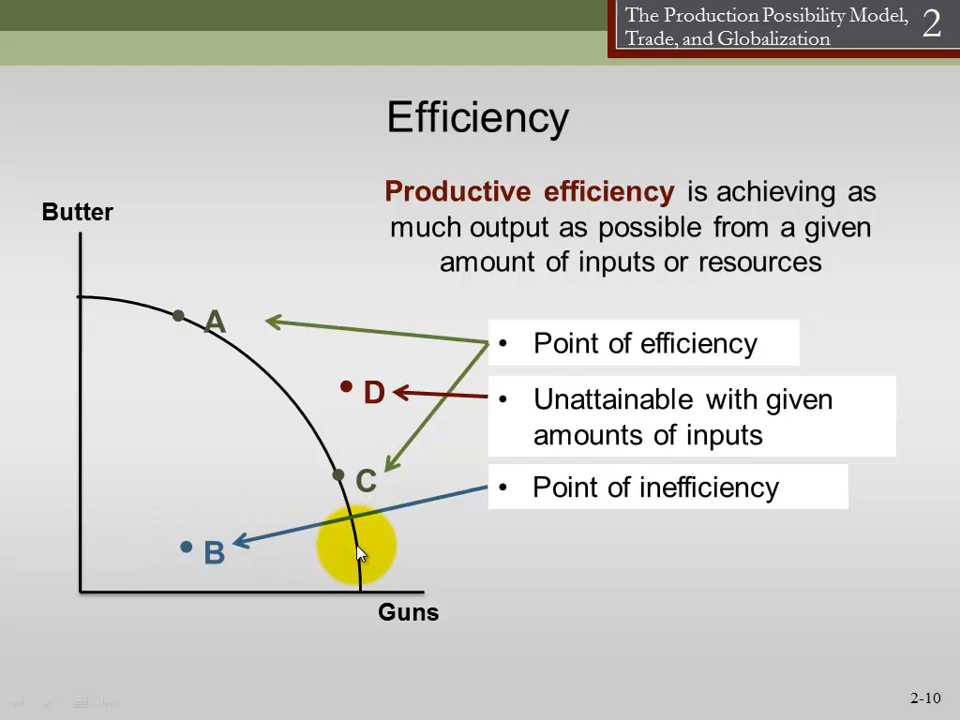 The Production Possibility Model,
Trade, and Globalization
2
Efficiency
Productive efficiency is achieving as
much output as possible from a given
amount of inputs or resources
Butter
A
• Point of efficiency
D
• Unattainable with given
amounts of inputs
C
• Point of inefficiency
B
Guns
2-10